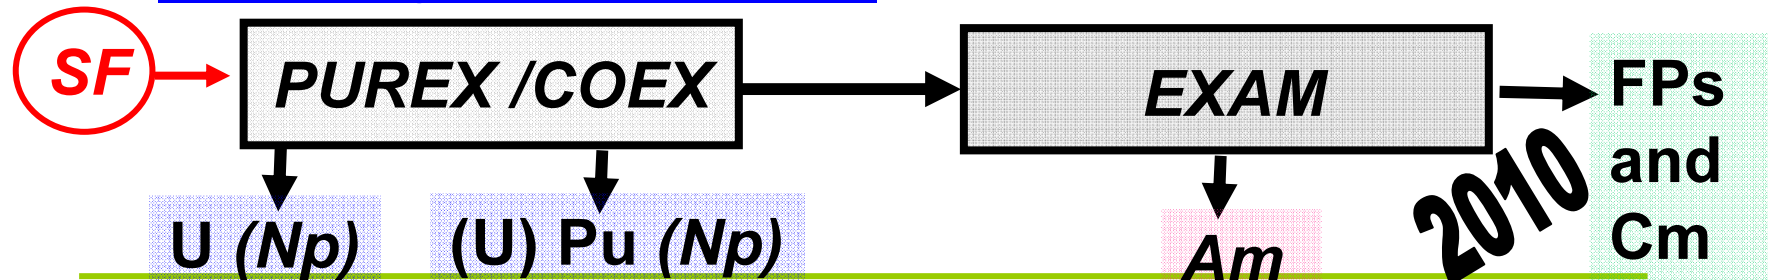 SF
PUREX /COEX
EXAM
FPs
and
Cm
2010
U (Np)
(U) Pu (Np)
Am